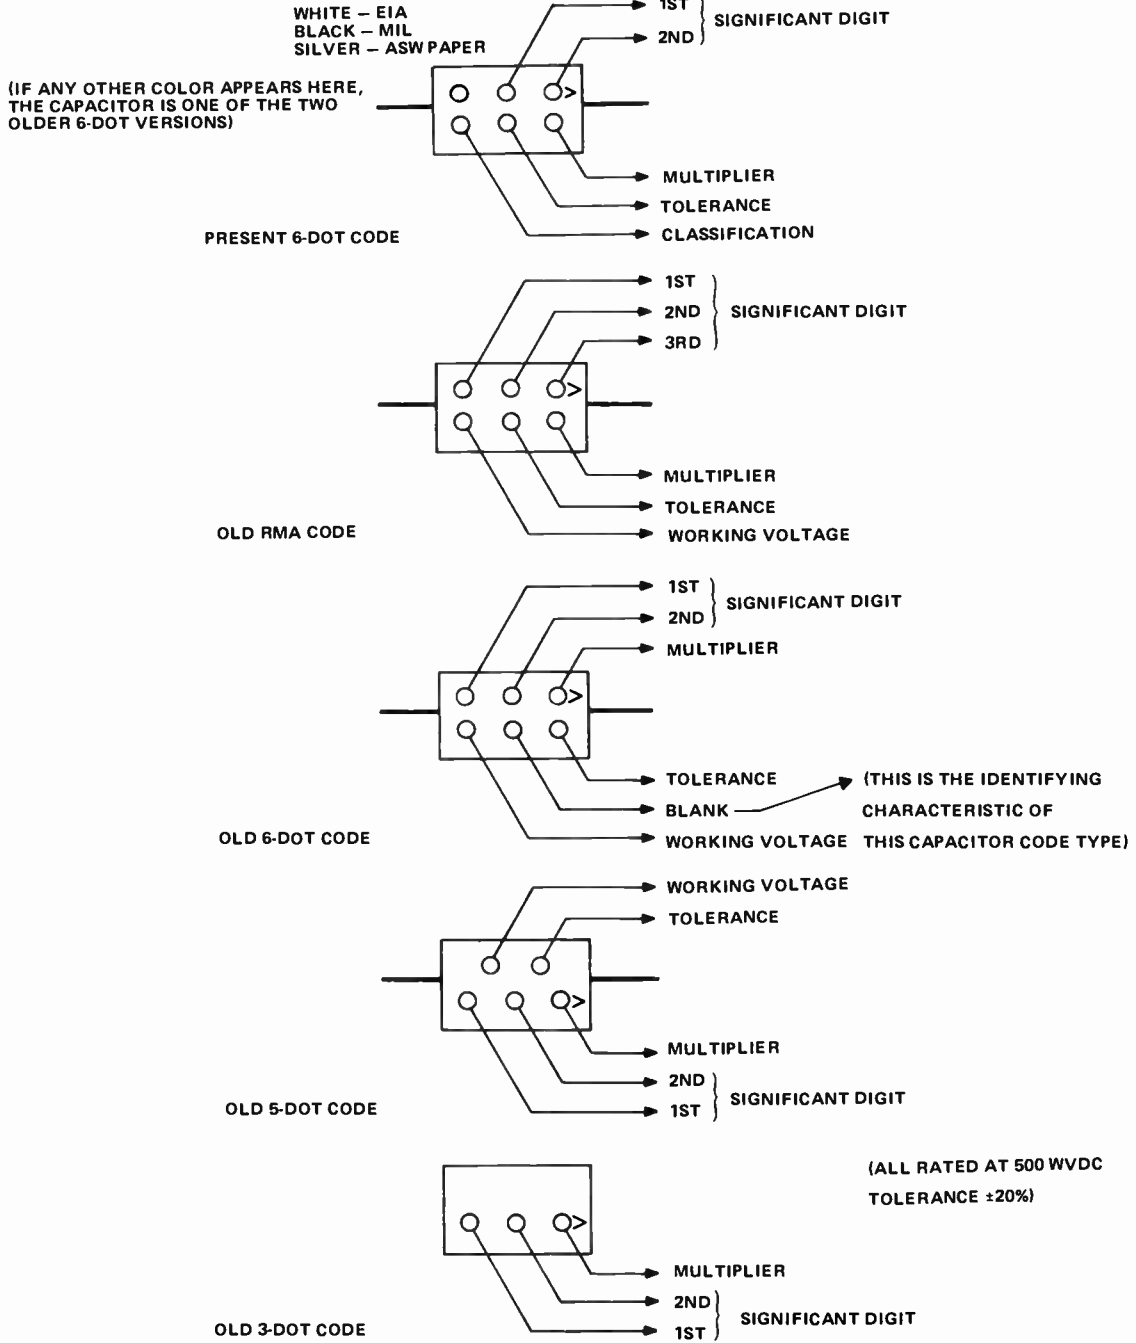 WHITE – EIA
BLACK – MIL
SILVER – ASW PAPER
1ST
2ND
SIGNIFICANT DIGIT
(IF ANY OTHER COLOR APPEARS HERE,
THE CAPACITOR IS ONE OF THE TWO
OLDER 6-DOT VERSIONS)
>
MULTIPLIER
TOLERANCE
CLASSIFICATION
PRESENT 6-DOT CODE
1ST
2ND
3RD
SIGNIFICANT DIGIT
>
MULTIPLIER
TOLERANCE
WORKING VOLTAGE
OLD RMA CODE
1ST
2ND
SIGNIFICANT DIGIT
MULTIPLIER
>
TOLERANCE
BLANK
WORKING VOLTAGE
(THIS IS THE IDENTIFYING
CHARACTERISTIC OF
THIS CAPACITOR CODE TYPE)
OLD 6-DOT CODE
WORKING VOLTAGE
TOLERANCE
>
MULTIPLIER
2ND
1ST
SIGNIFICANT DIGIT
OLD 5-DOT CODE
(ALL RATED AT 500 WVDC
TOLERANCE ±20%)
>
MULTIPLIER
2ND
1ST
SIGNIFICANT DIGIT
OLD 3-DOT CODE